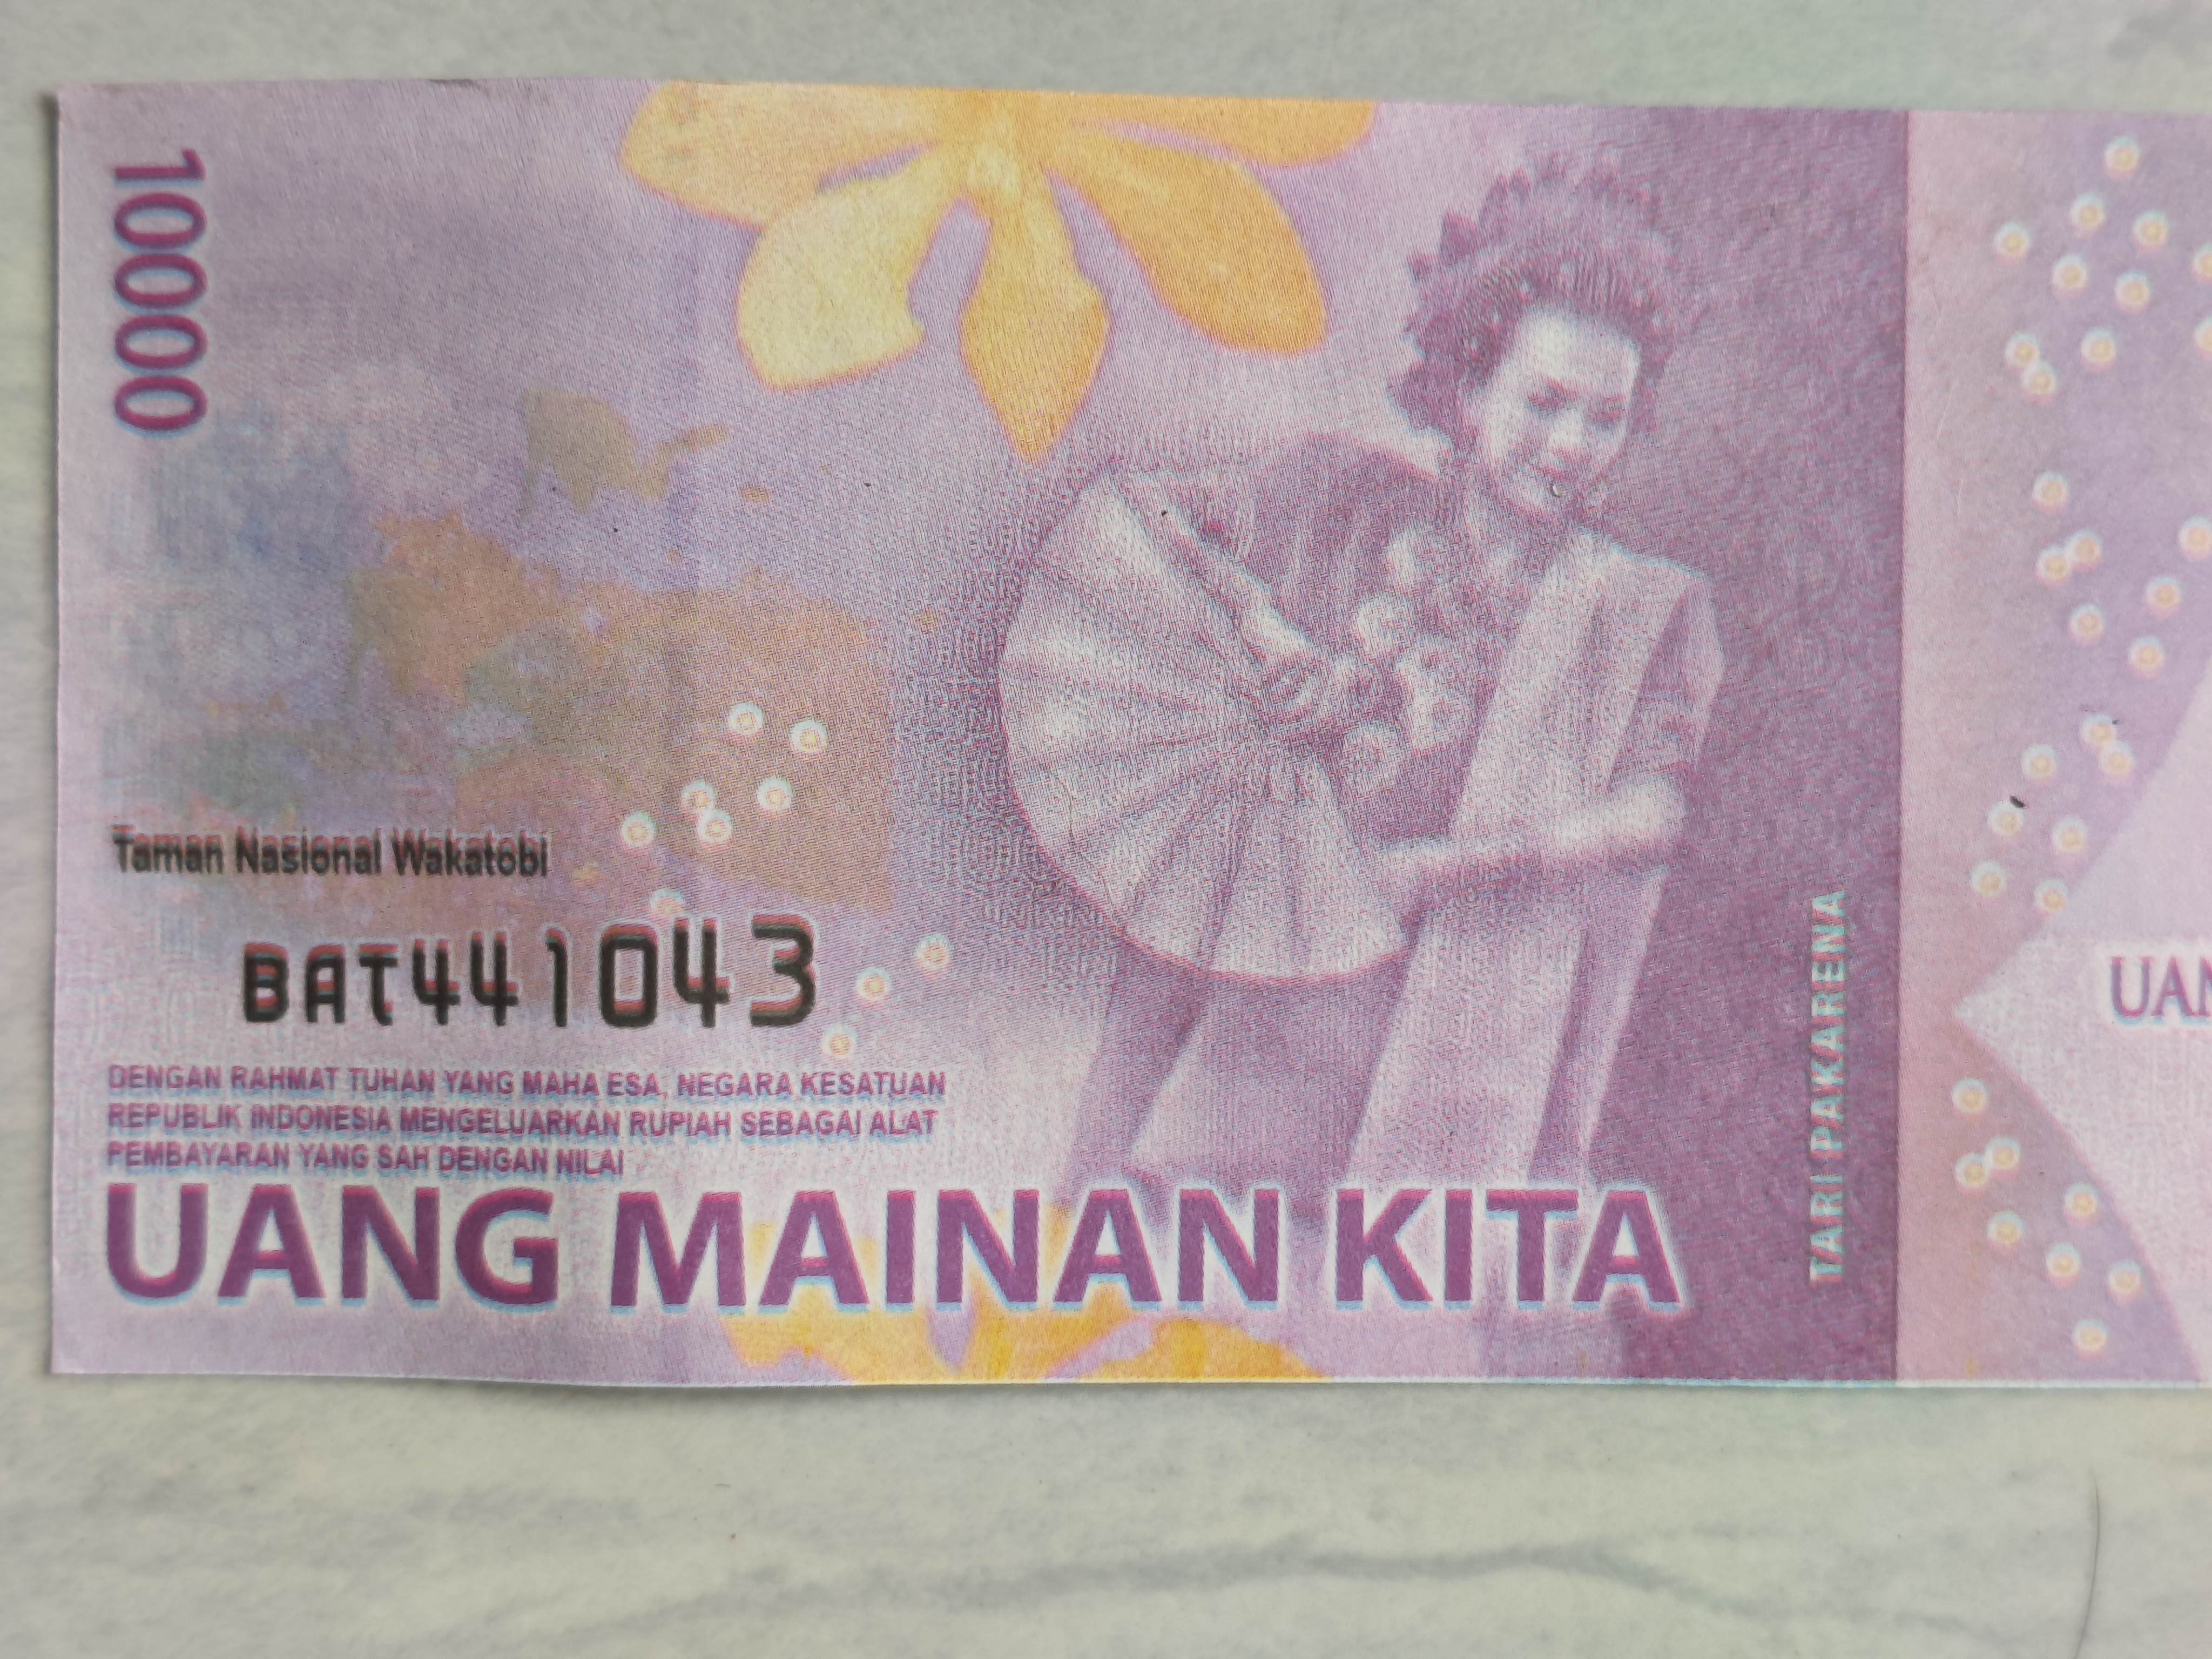 10000
Taman Nasional Wakatobi
BAT441043
DENGAN RAHMAT TUHAN YANG MAHA ESA, NEGARA KESATUAN
REPUBLIK INDONESIA MENGELUARKAN RUPIAH SEBAGAI ALAT
PEMBAYARAN YANG SAH DENGAN NILAI
UANG MAINAN KITA
TARI PAKARENA